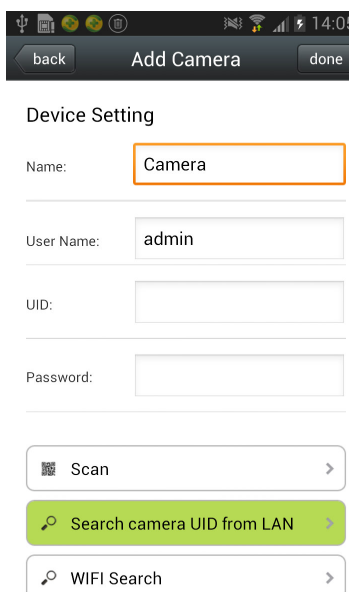 14:05
back Add Camera done
Device Setting
Name: Camera
User Name: admin
UID:
Password:
Scan
Search camera UID from LAN
WIFI Search